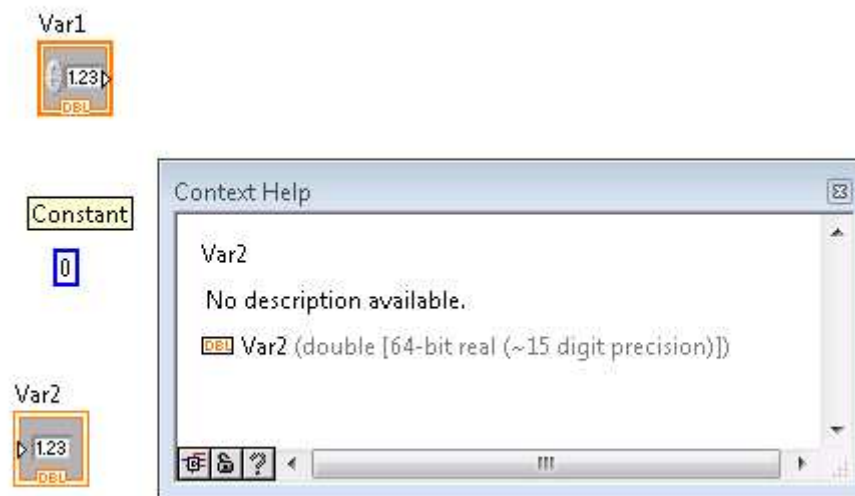 Var1
1.23
DBL
Constant
0
Context Help
Var2
No description available.
DBL Var2 (double [64-bit real (~15 digit precision)])
Var2
1.23
DBL
?